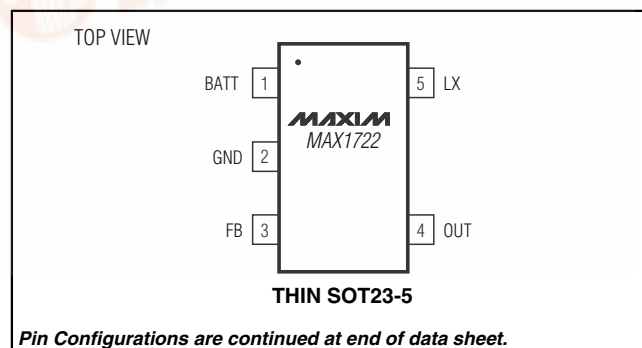 TOP VIEW
BATT 1
5 LX
MAXIM
MAX1722
GND 2
FB 3
4 OUT
THIN SOT23-5
Pin Configurations are continued at end of data sheet.